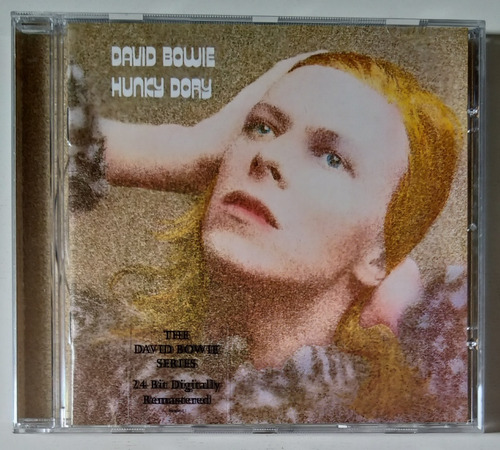 DAVID BOWIE
HUNKY DORY
THE
DAVID BOWIE
SERIES
24 Bit Digitally
Remastered